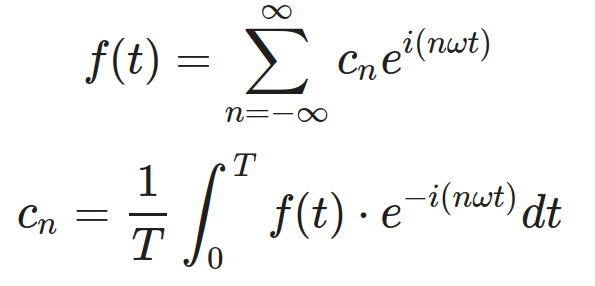 f(t) = ∑_{n=-∞}^{∞} c_n e^{i(nωt)}
c_n = \frac{1}{T} ∫_0^T f(t) · e^{-i(nωt)} dt